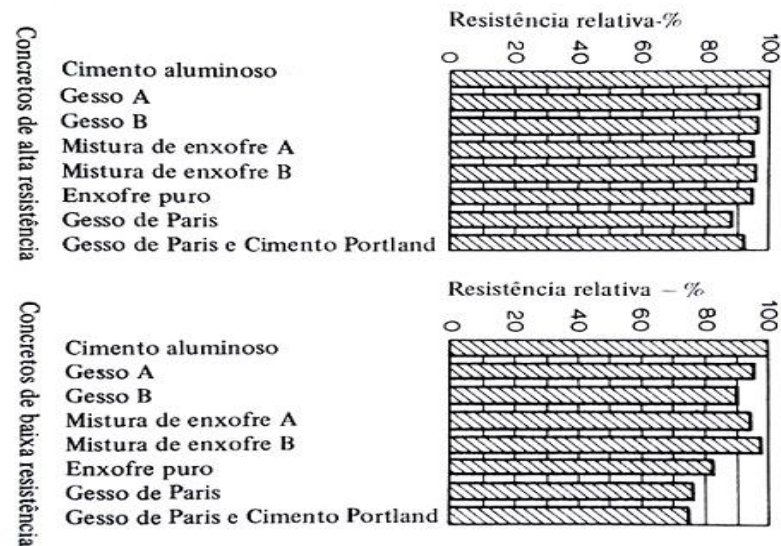 Concretos de alta resistência
Resistência relativa-%
0 20 40 60 80 100
Cimento aluminoso
Gesso A
Gesso B
Mistura de enxofre A
Mistura de enxofre B
Enxofre puro
Gesso de Paris
Gesso de Paris e Cimento Portland
Concretos de baixa resistência
Resistência relativa – %
0 20 40 60 80 100
Cimento aluminoso
Gesso A
Gesso B
Mistura de enxofre A
Mistura de enxofre B
Enxofre puro
Gesso de Paris
Gesso de Paris e Cimento Portland